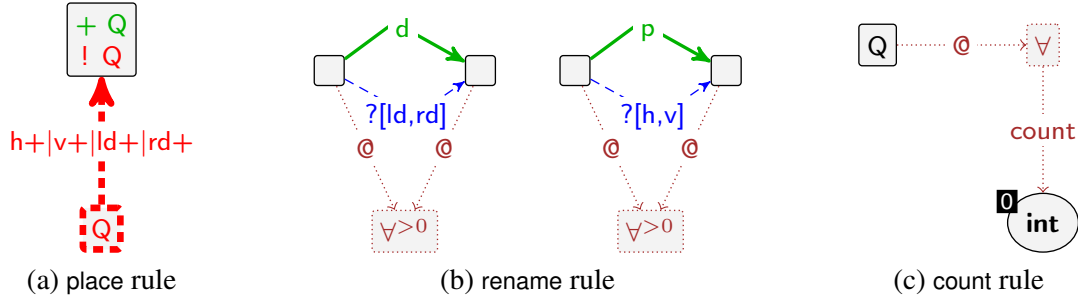 + Q
! Q
h+|v+|ld+|rd+
Q
(a) place rule
d
?[ld,rd]
@ @
∀>0
p
?[h,v]
@ @
∀>0
(b) rename rule
Q @ ∀
count
0
int
(c) count rule